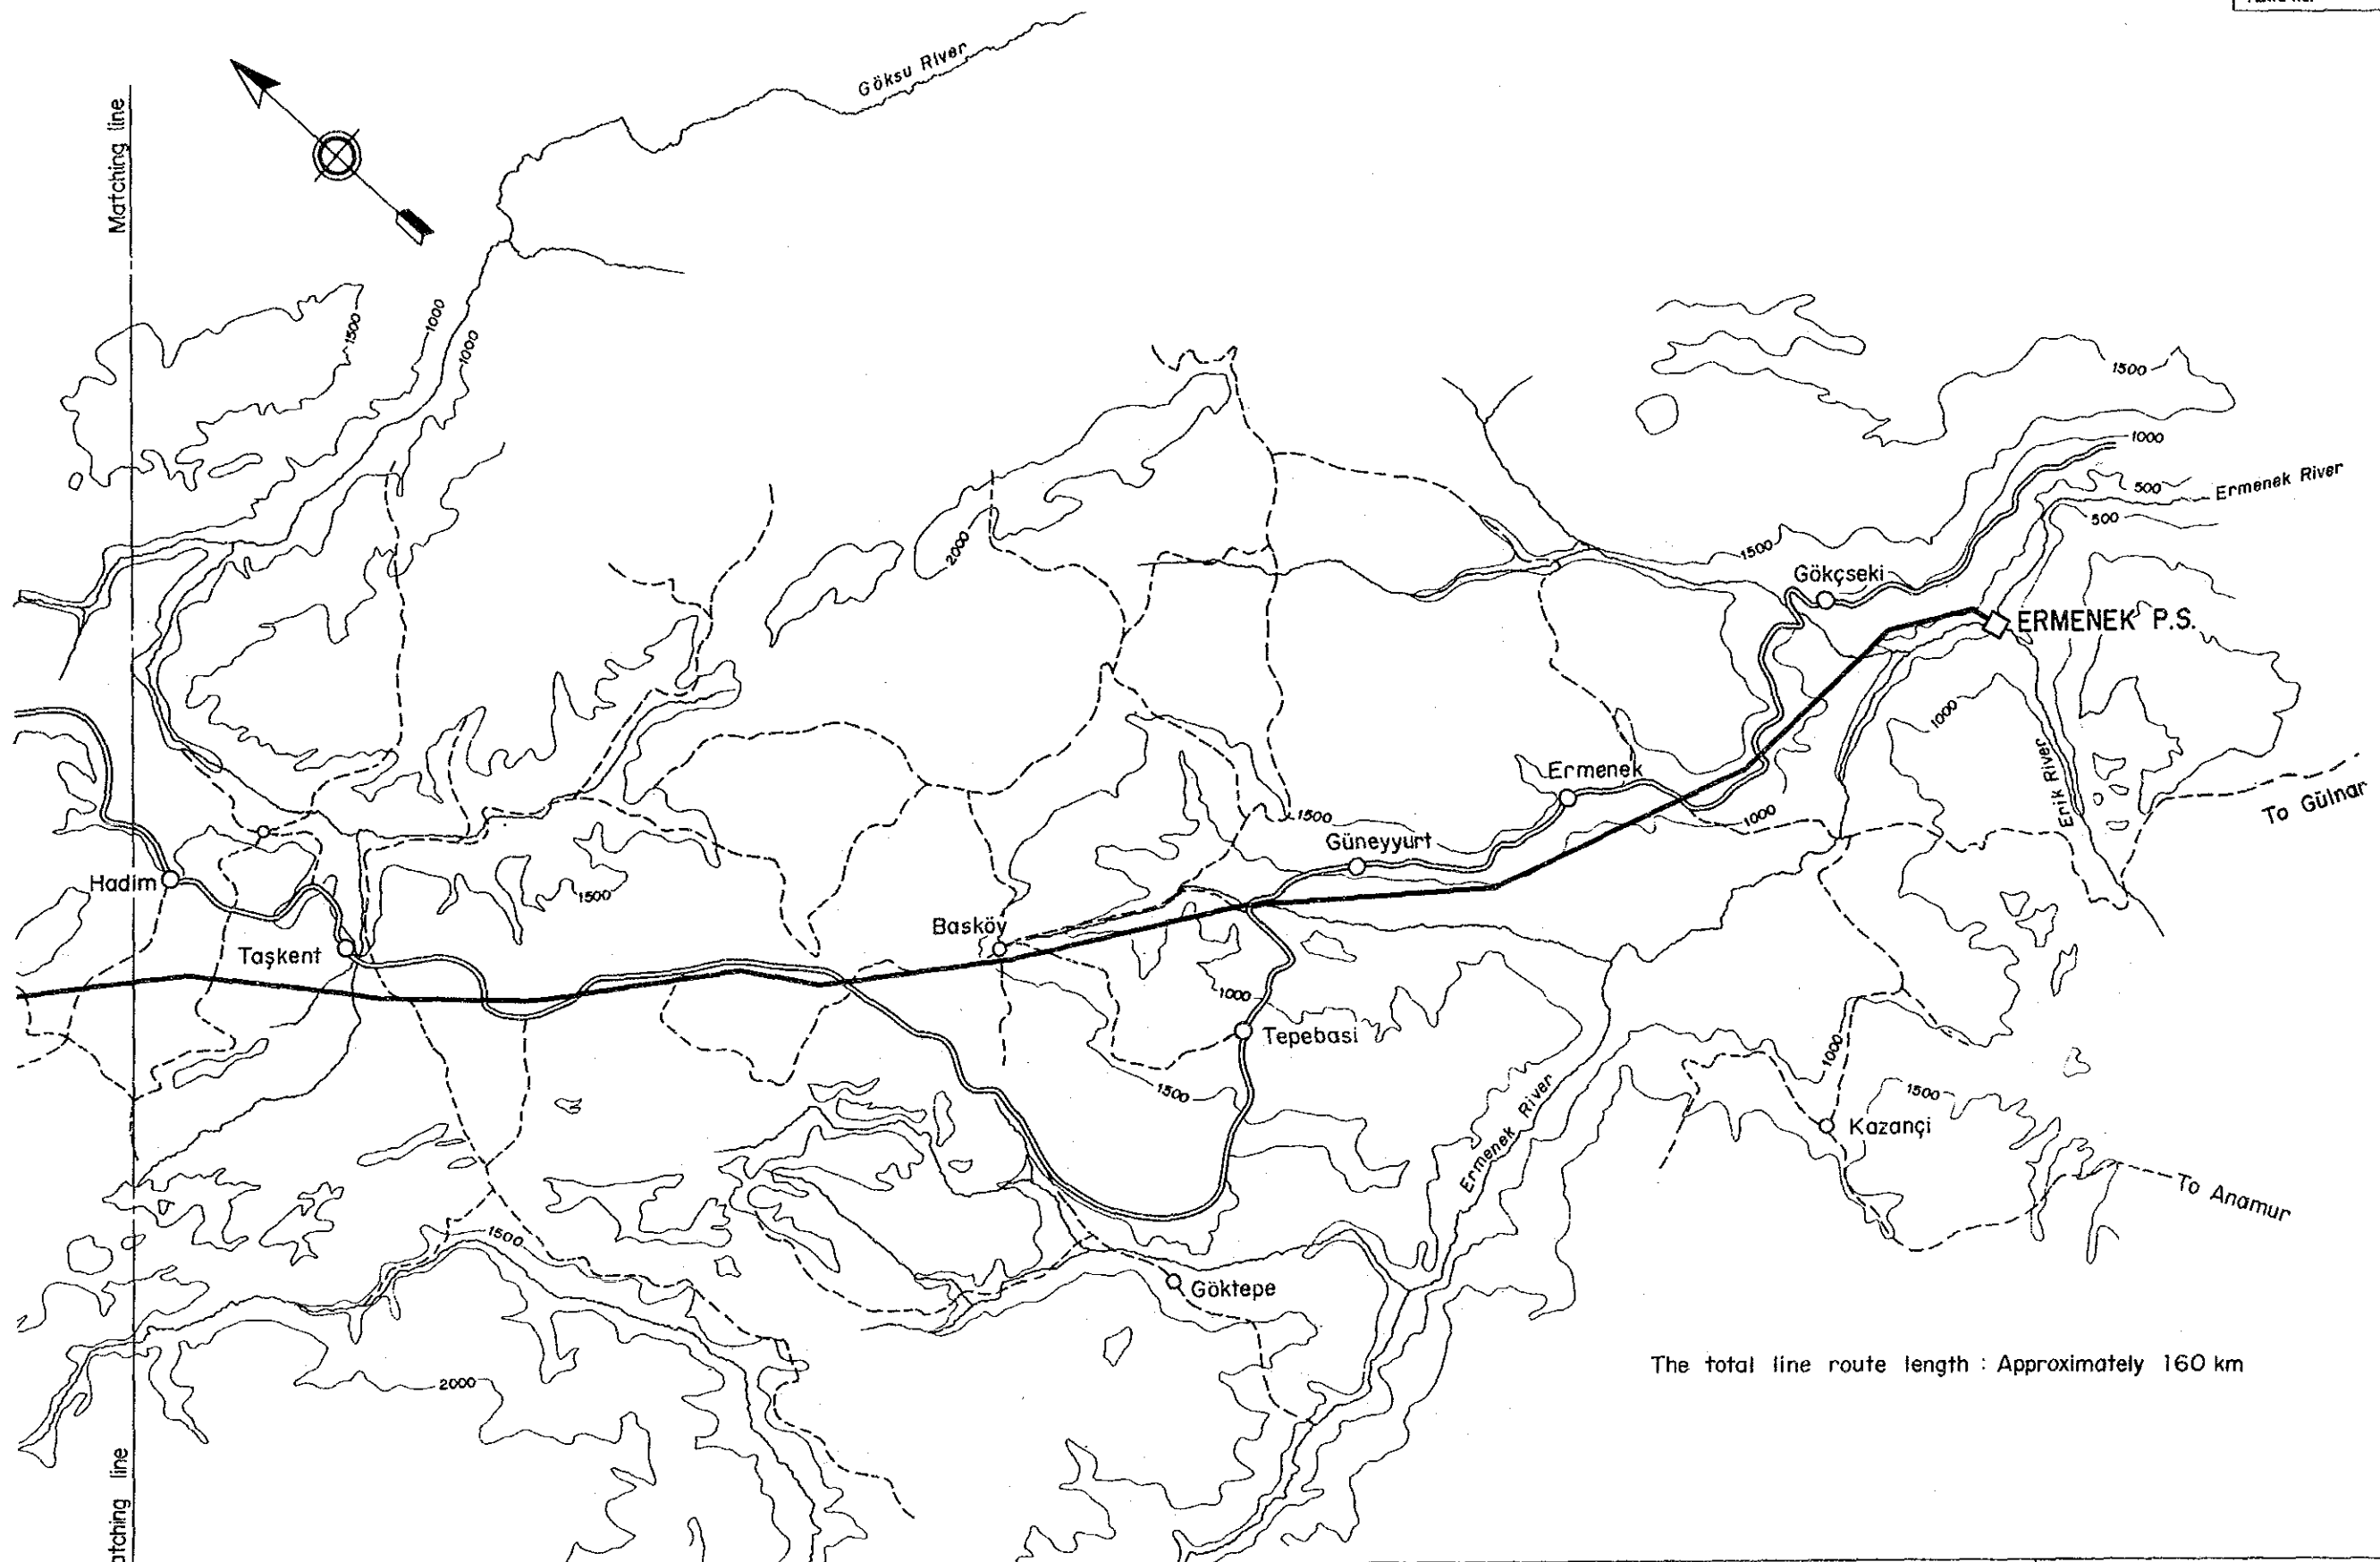 Göksu River
Matching line
1500
1000
1000
1500
1000
500
Ermenek River
500
2000
1500
Gökçseki
ERMENEK P.S.
1000
Erik River
To Gülnar
Ermenek
1000
1500
Güneyyurt
Hadim
1500
Basköy
Taşkent
1000
Tepebasi
1000
1500
1500
Kazançi
Ermenek River
To Anamur
1500
Göktepe
The total line route length : Approximately 160 km
2000
atching line